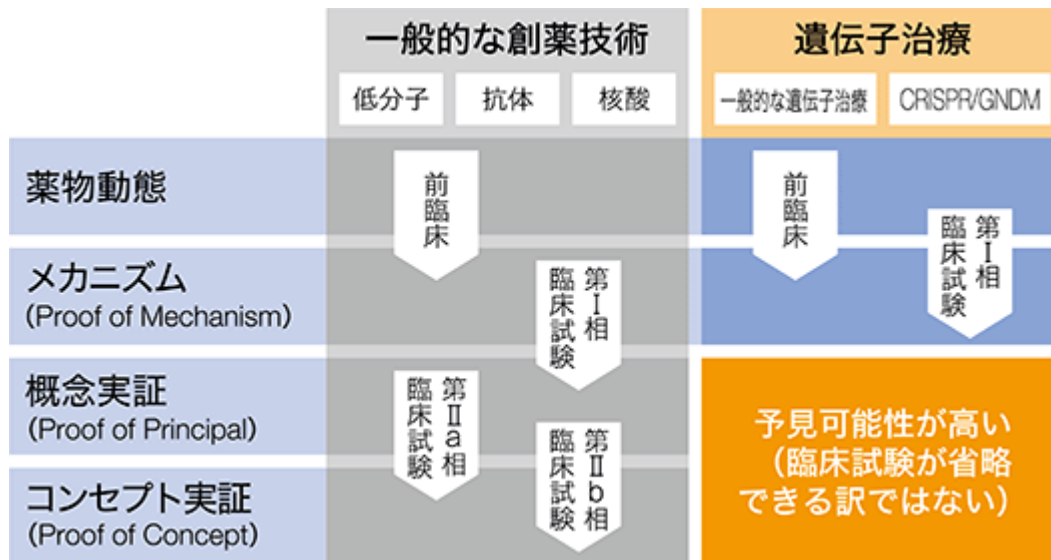 一般的な創薬技術
遺伝子治療
低分子
抗体
核酸
一般的な遺伝子治療
CRISPR/GNDM
薬物動態
前臨床
前臨床
第Ⅰ相
臨床試験
メカニズム
(Proof of Mechanism)
第Ⅰ相
臨床試験
概念実証
(Proof of Principal)
第Ⅱa相
臨床試験
予見可能性が高い
(臨床試験が省略
できる訳ではない)
コンセプト実証
(Proof of Concept)
第Ⅱb相
臨床試験